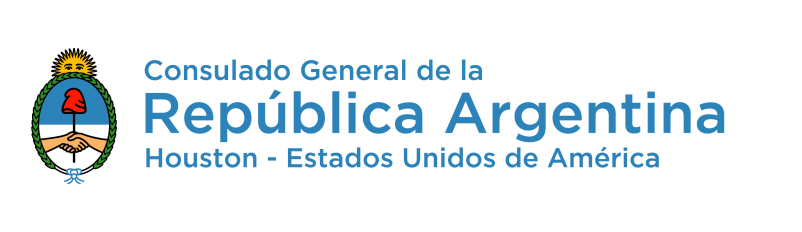 Consulado General de la
República Argentina
Houston - Estados Unidos de América